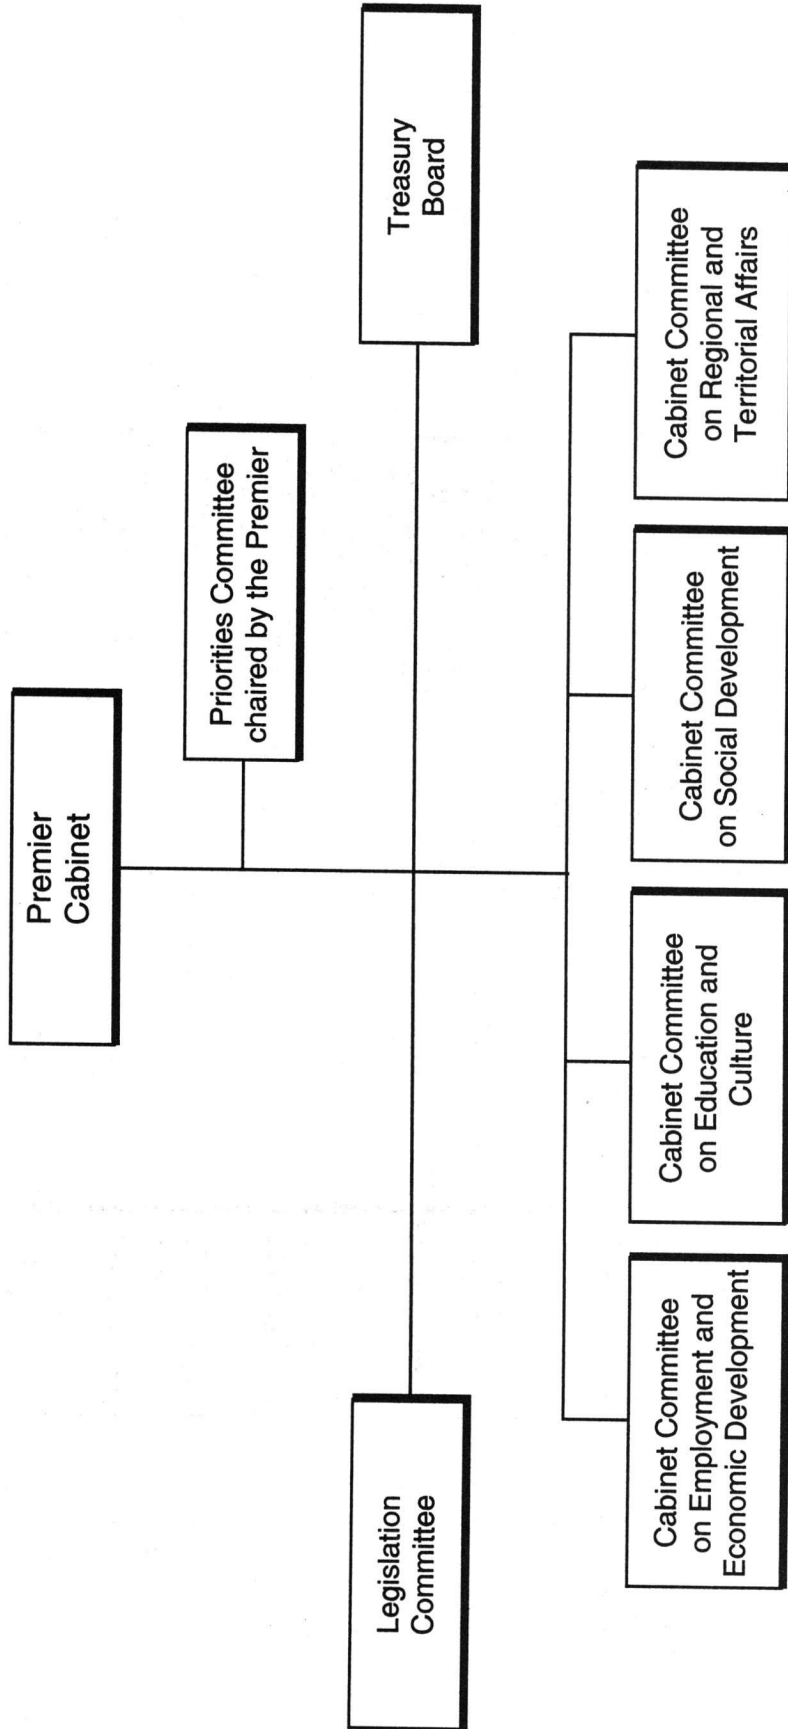 Premier
Cabinet
Priorities Committee
chaired by the Premier
Legislation
Committee
Treasury
Board
Cabinet Committee
on Employment and
Economic Development
Cabinet Committee
on Education and
Culture
Cabinet Committee
on Social Development
Cabinet Committee
on Regional and
Territorial Affairs